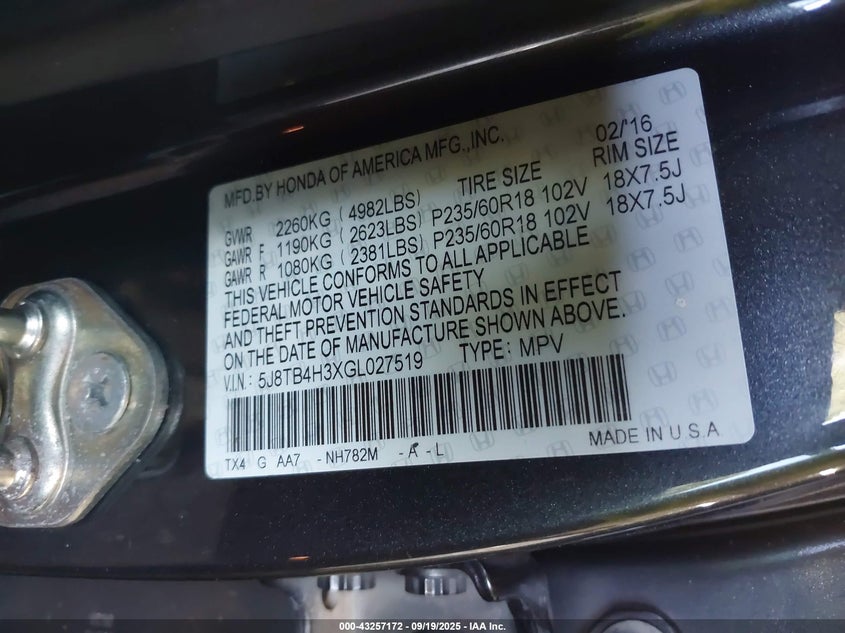 MFD.BY HONDA OF AMERICA MFG.,INC. 02/'16
TIRE SIZE RIM SIZE
GVWR 2260KG ( 4982LBS)
GAWR F 1190KG ( 2623LBS) P235/60R18 102V 18X7.5J
GAWR R 1080KG ( 2381LBS) P235/60R18 102V 18X7.5J
THIS VEHICLE CONFORMS TO ALL APPLICABLE
FEDERAL MOTOR VEHICLE SAFETY
AND THEFT PREVENTION STANDARDS IN EFFECT
ON THE DATE OF MANUFACTURE SHOWN ABOVE.
V.I.N.: 5J8TB4H3XGL027519 TYPE: MPV
TX4 G AA7 - NH782M - A - L MADE IN U.S.A.
000-43257172 - 09/19/2025 - IAA Inc.